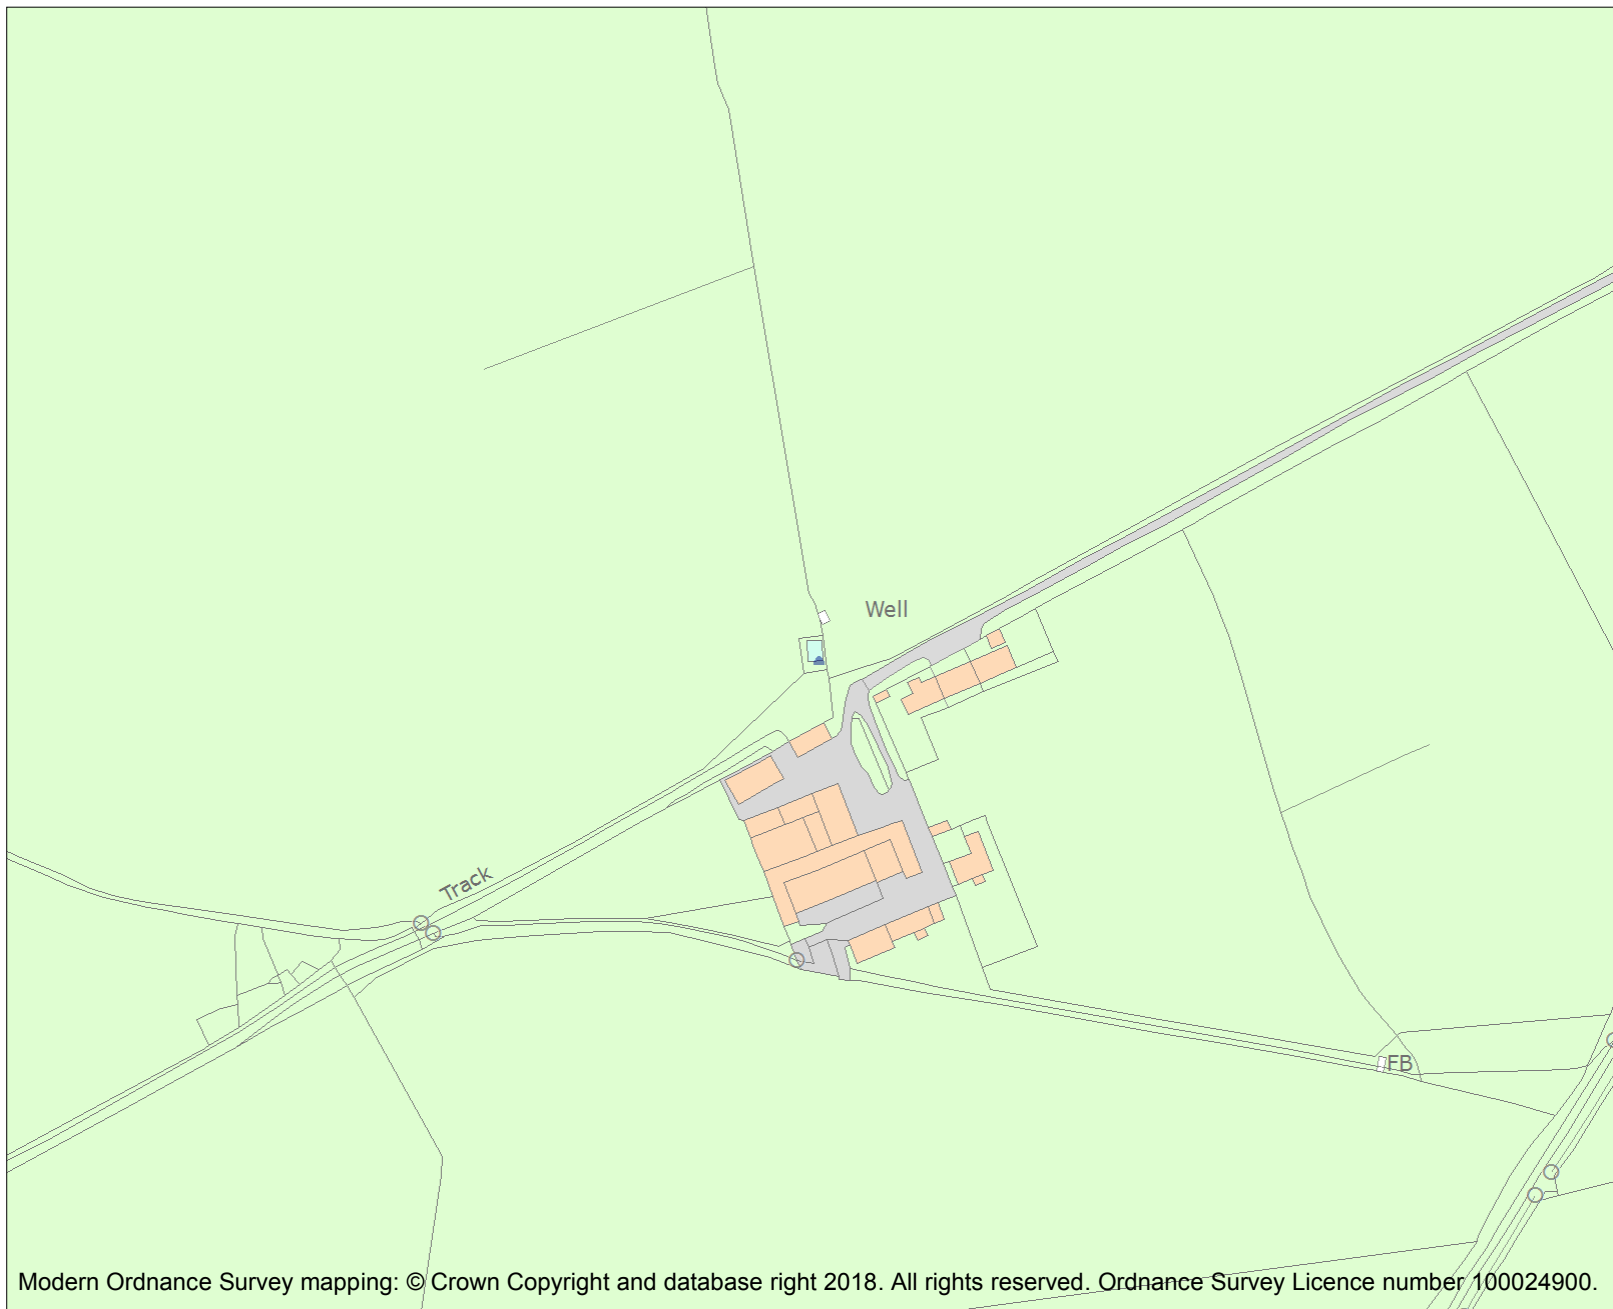 Well
Track
FB
Modern Ordnance Survey mapping: © Crown Copyright and database right 2018. All rights reserved. Ordnance Survey Licence number 100024900.